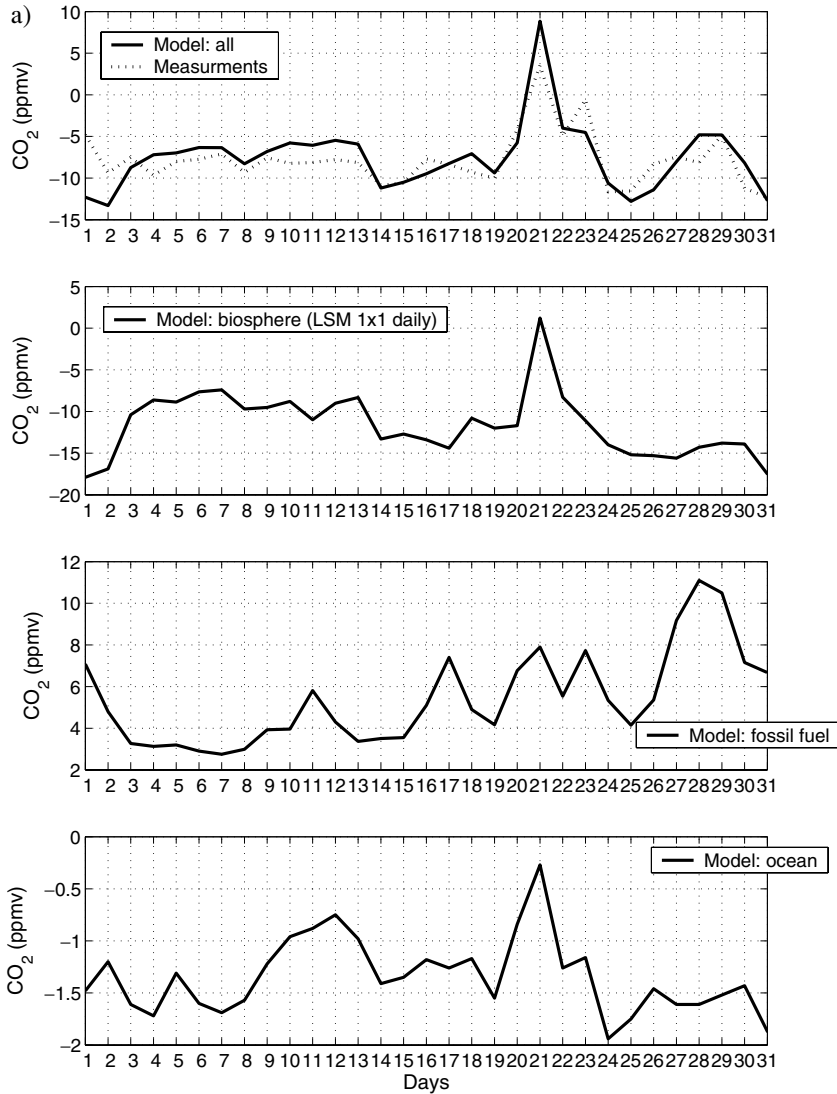 a)
10
5
0
−5
−10
−15
CO2 (ppmv)
Model: all
Measurments
1 2 3 4 5 6 7 8 9 10 11 12 13 14 15 16 17 18 19 20 21 22 23 24 25 26 27 28 29 30 31
5
0
−5
−10
−15
−20
CO2 (ppmv)
Model: biosphere (LSM 1x1 daily)
1 2 3 4 5 6 7 8 9 10 11 12 13 14 15 16 17 18 19 20 21 22 23 24 25 26 27 28 29 30 31
12
10
8
6
4
2
CO2 (ppmv)
Model: fossil fuel
1 2 3 4 5 6 7 8 9 10 11 12 13 14 15 16 17 18 19 20 21 22 23 24 25 26 27 28 29 30 31
0
−0.5
−1
−1.5
−2
CO2 (ppmv)
Model: ocean
1 2 3 4 5 6 7 8 9 10 11 12 13 14 15 16 17 18 19 20 21 22 23 24 25 26 27 28 29 30 31
Days